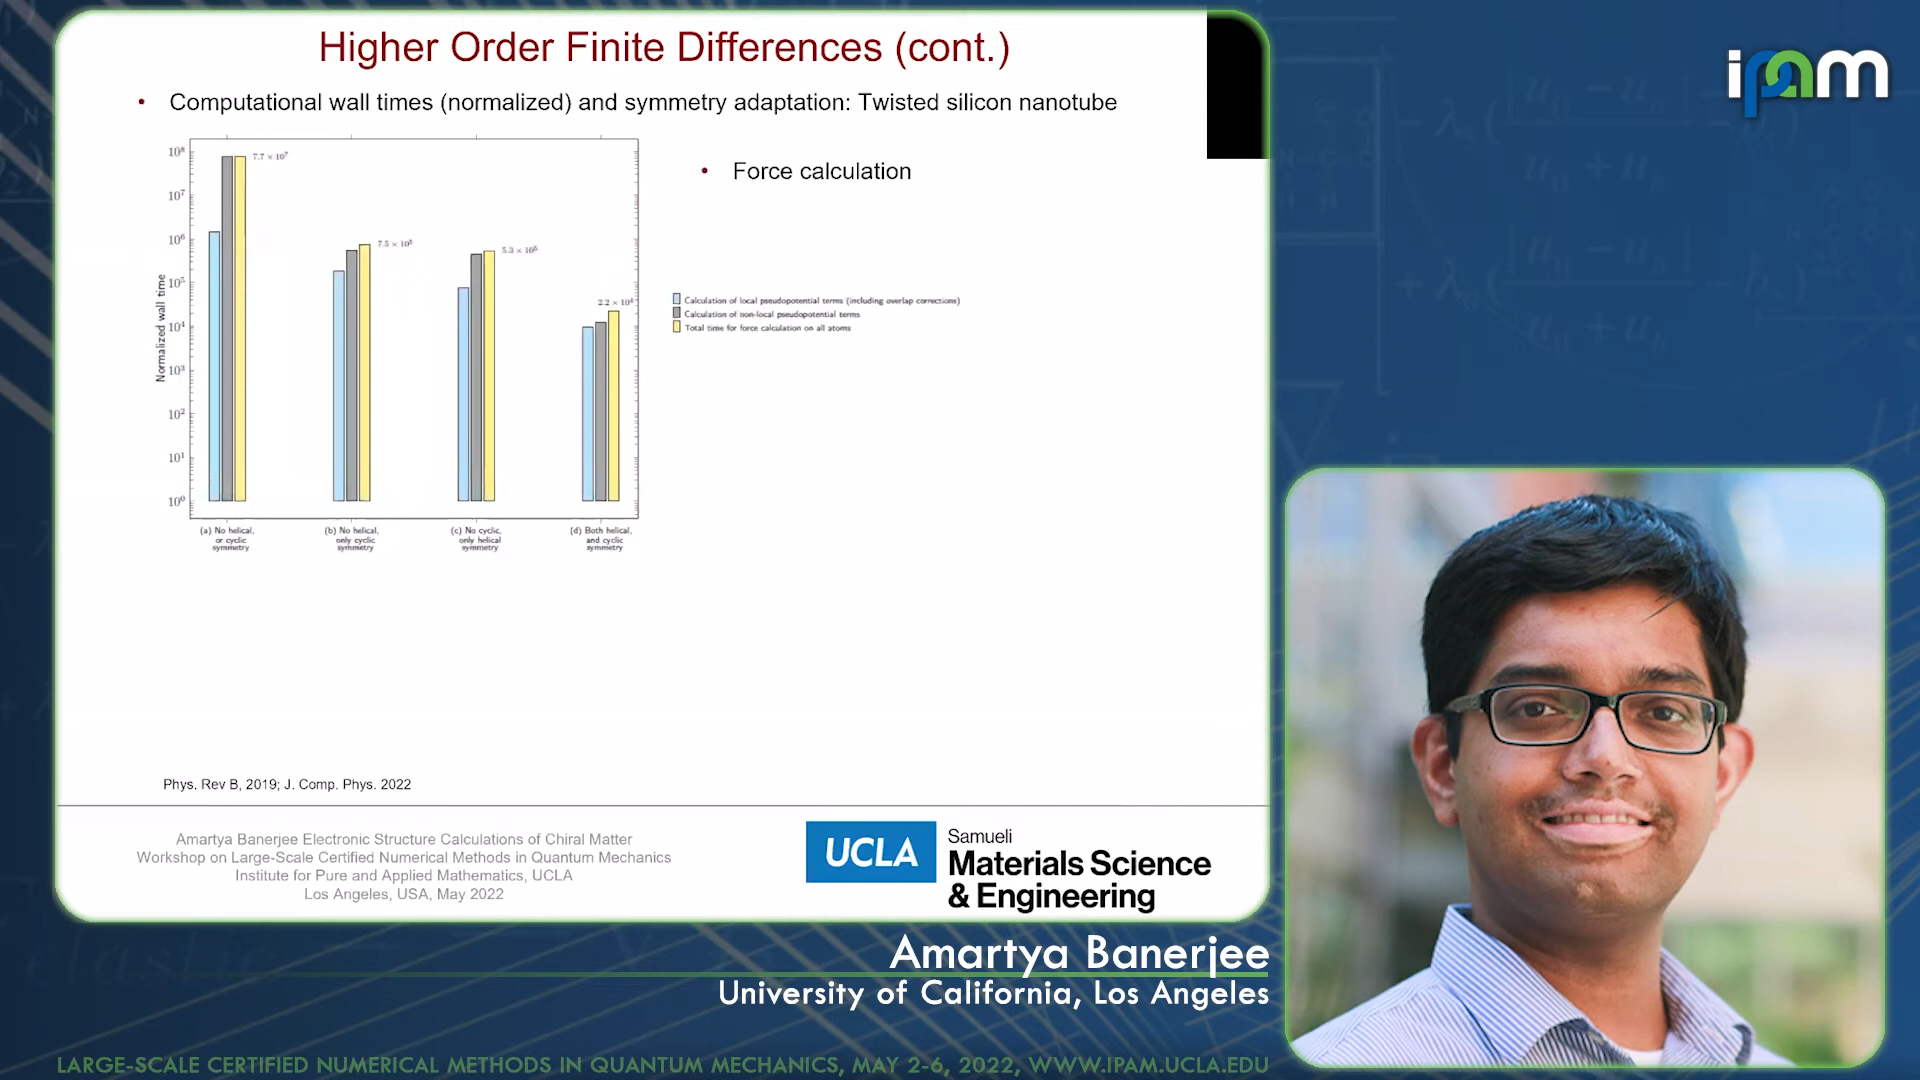 Higher Order Finite Differences (cont.)
• Computational wall times (normalized) and symmetry adaptation: Twisted silicon nanotube
• Force calculation
Normalized wall time
10⁸
10⁷
10⁶
10⁵
10⁴
10³
10²
10¹
10⁰
7.7 × 10⁷
7.5 × 10⁵
5.3 × 10⁵
2.2 × 10⁴
(a) No helical,
or cyclic
symmetry
(b) No helical,
only cyclic
symmetry
(c) No cyclic,
only helical
symmetry
(d) Both helical,
and cyclic
symmetry
Calculation of local pseudopotential terms (including overlap corrections)
Calculation of non-local pseudopotential terms
Total time for force calculation on all atoms
Phys. Rev B, 2019; J. Comp. Phys. 2022
Amartya Banerjee Electronic Structure Calculations of Chiral Matter
Workshop on Large-Scale Certified Numerical Methods in Quantum Mechanics
Institute for Pure and Applied Mathematics, UCLA
Los Angeles, USA, May 2022
UCLA
Samueli
Materials Science
& Engineering
ipam
Amartya Banerjee
University of California, Los Angeles
LARGE-SCALE CERTIFIED NUMERICAL METHODS IN QUANTUM MECHANICS, MAY 2-6, 2022, WWW.IPAM.UCLA.EDU